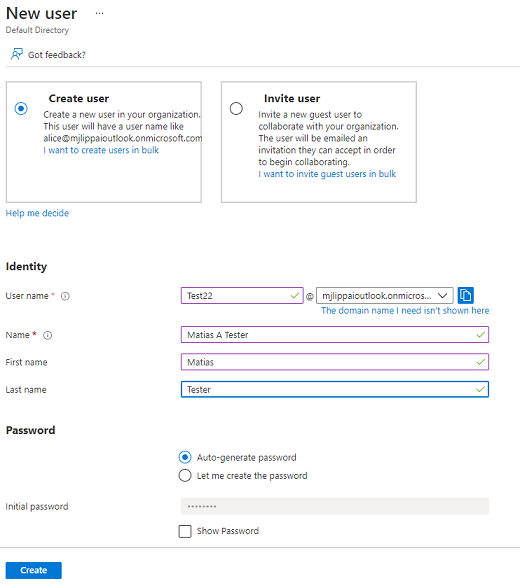 New user ...
Default Directory
Got feedback?
Create user
Create a new user in your organization.
This user will have a user name like
alice@mjlippaioutlook.onmicrosoft.com
I want to create users in bulk
Invite user
Invite a new guest user to
collaborate with your organization.
The user will be emailed an
invitation they can accept in order
to begin collaborating.
I want to invite guest users in bulk
Help me decide
Identity
User name * Test22 @ mjlippaioutlook.onmicros...
The domain name I need isn't shown here
Name * Matias A Tester
First name Matias
Last name Tester
Password
Auto-generate password
Let me create the password
Initial password ••••••••
Show Password
Create